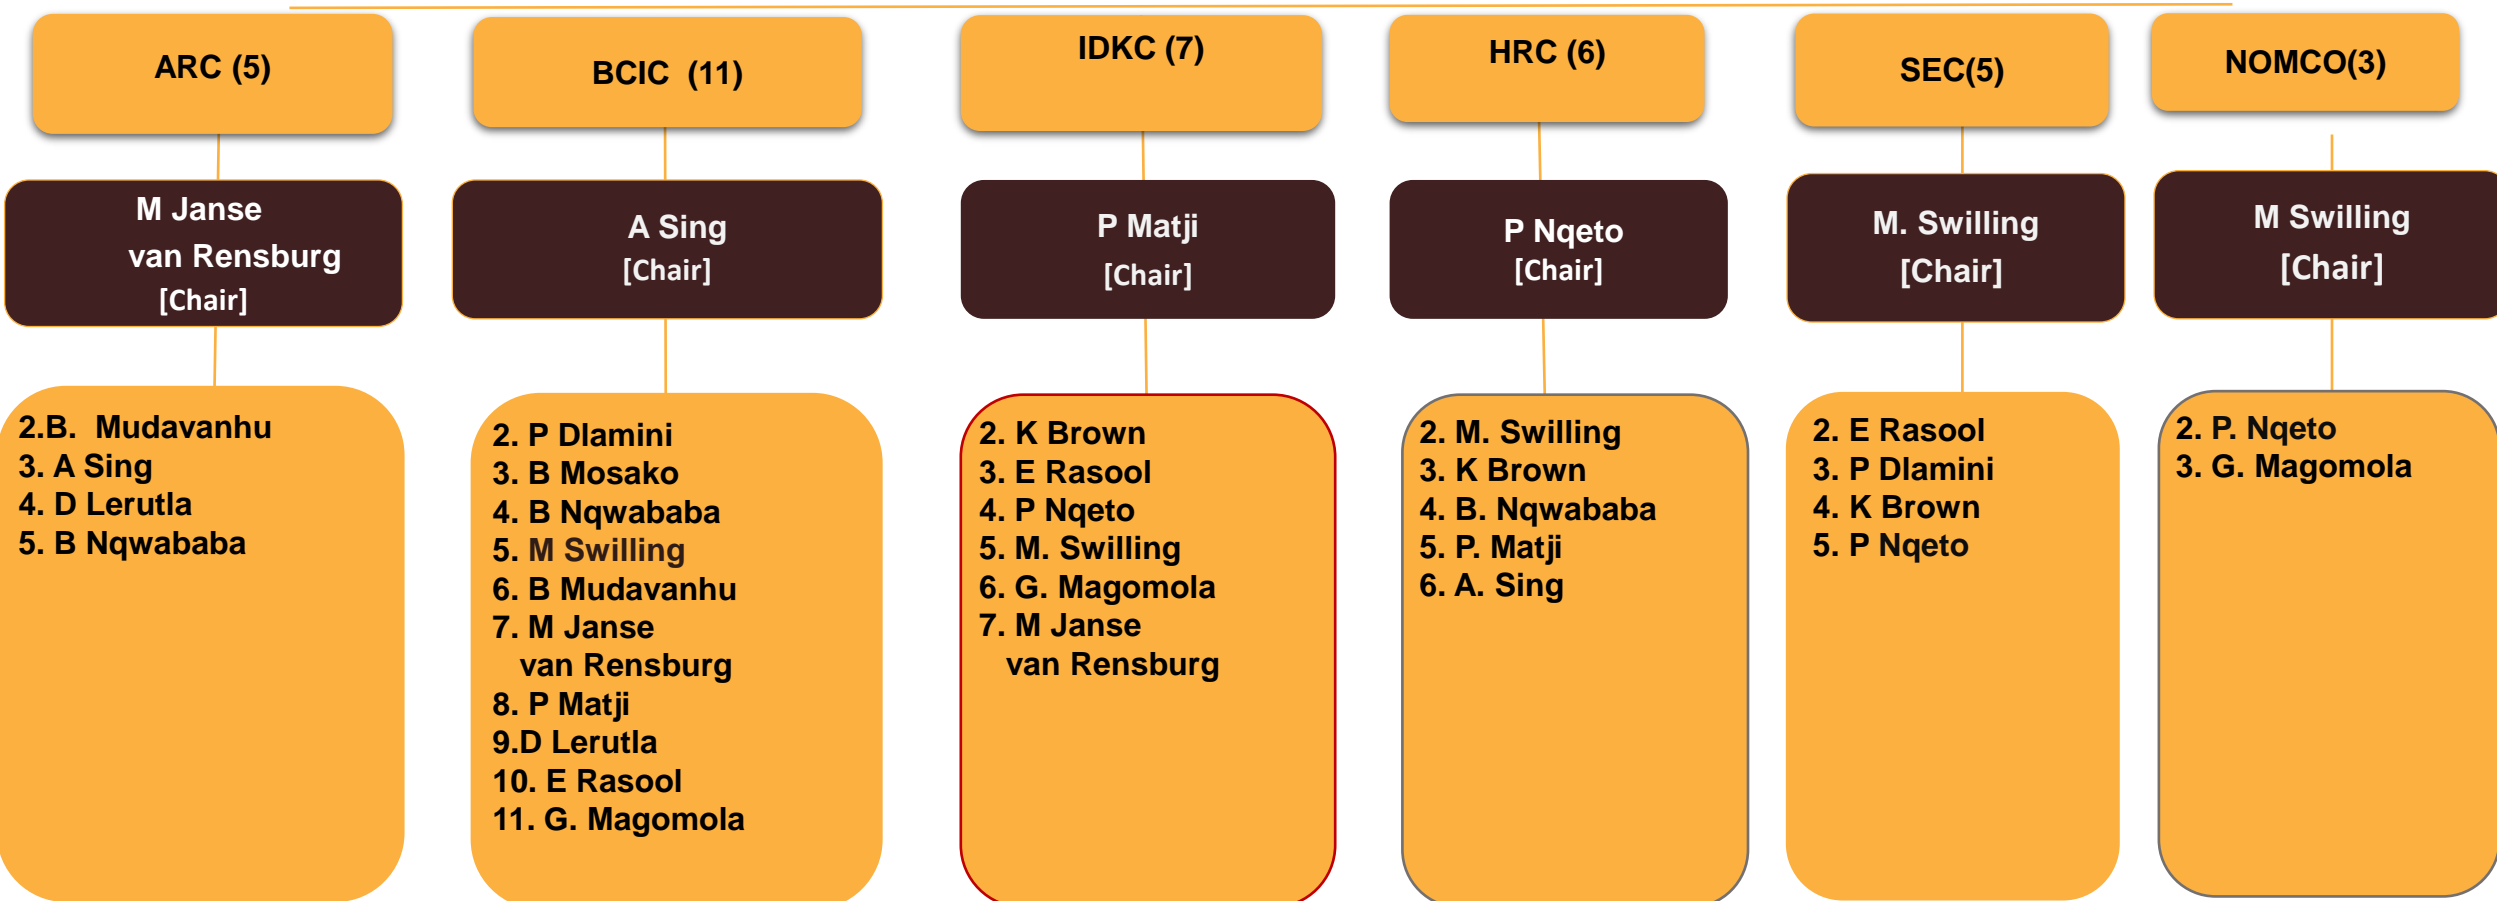 ARC (5)
M Janse
van Rensburg
[Chair]
2.B. Mudavanhu
3. A Sing
4. D Lerutla
5. B Nqwababa
BCIC (11)
A Sing
[Chair]
2. P Dlamini
3. B Mosako
4. B Nqwababa
5. M Swilling
6. B Mudavanhu
7. M Janse
van Rensburg
8. P Matji
9.D Lerutla
10. E Rasool
11. G. Magomola
IDKC (7)
P Matji
[Chair]
2. K Brown
3. E Rasool
4. P Nqeto
5. M. Swilling
6. G. Magomola
7. M Janse
van Rensburg
HRC (6)
P Nqeto
[Chair]
2. M. Swilling
3. K Brown
4. B. Nqwababa
5. P. Matji
6. A. Sing
SEC(5)
M. Swilling
[Chair]
2. E Rasool
3. P Dlamini
4. K Brown
5. P Nqeto
NOMCO(3)
M Swilling
[Chair]
2. P. Nqeto
3. G. Magomola